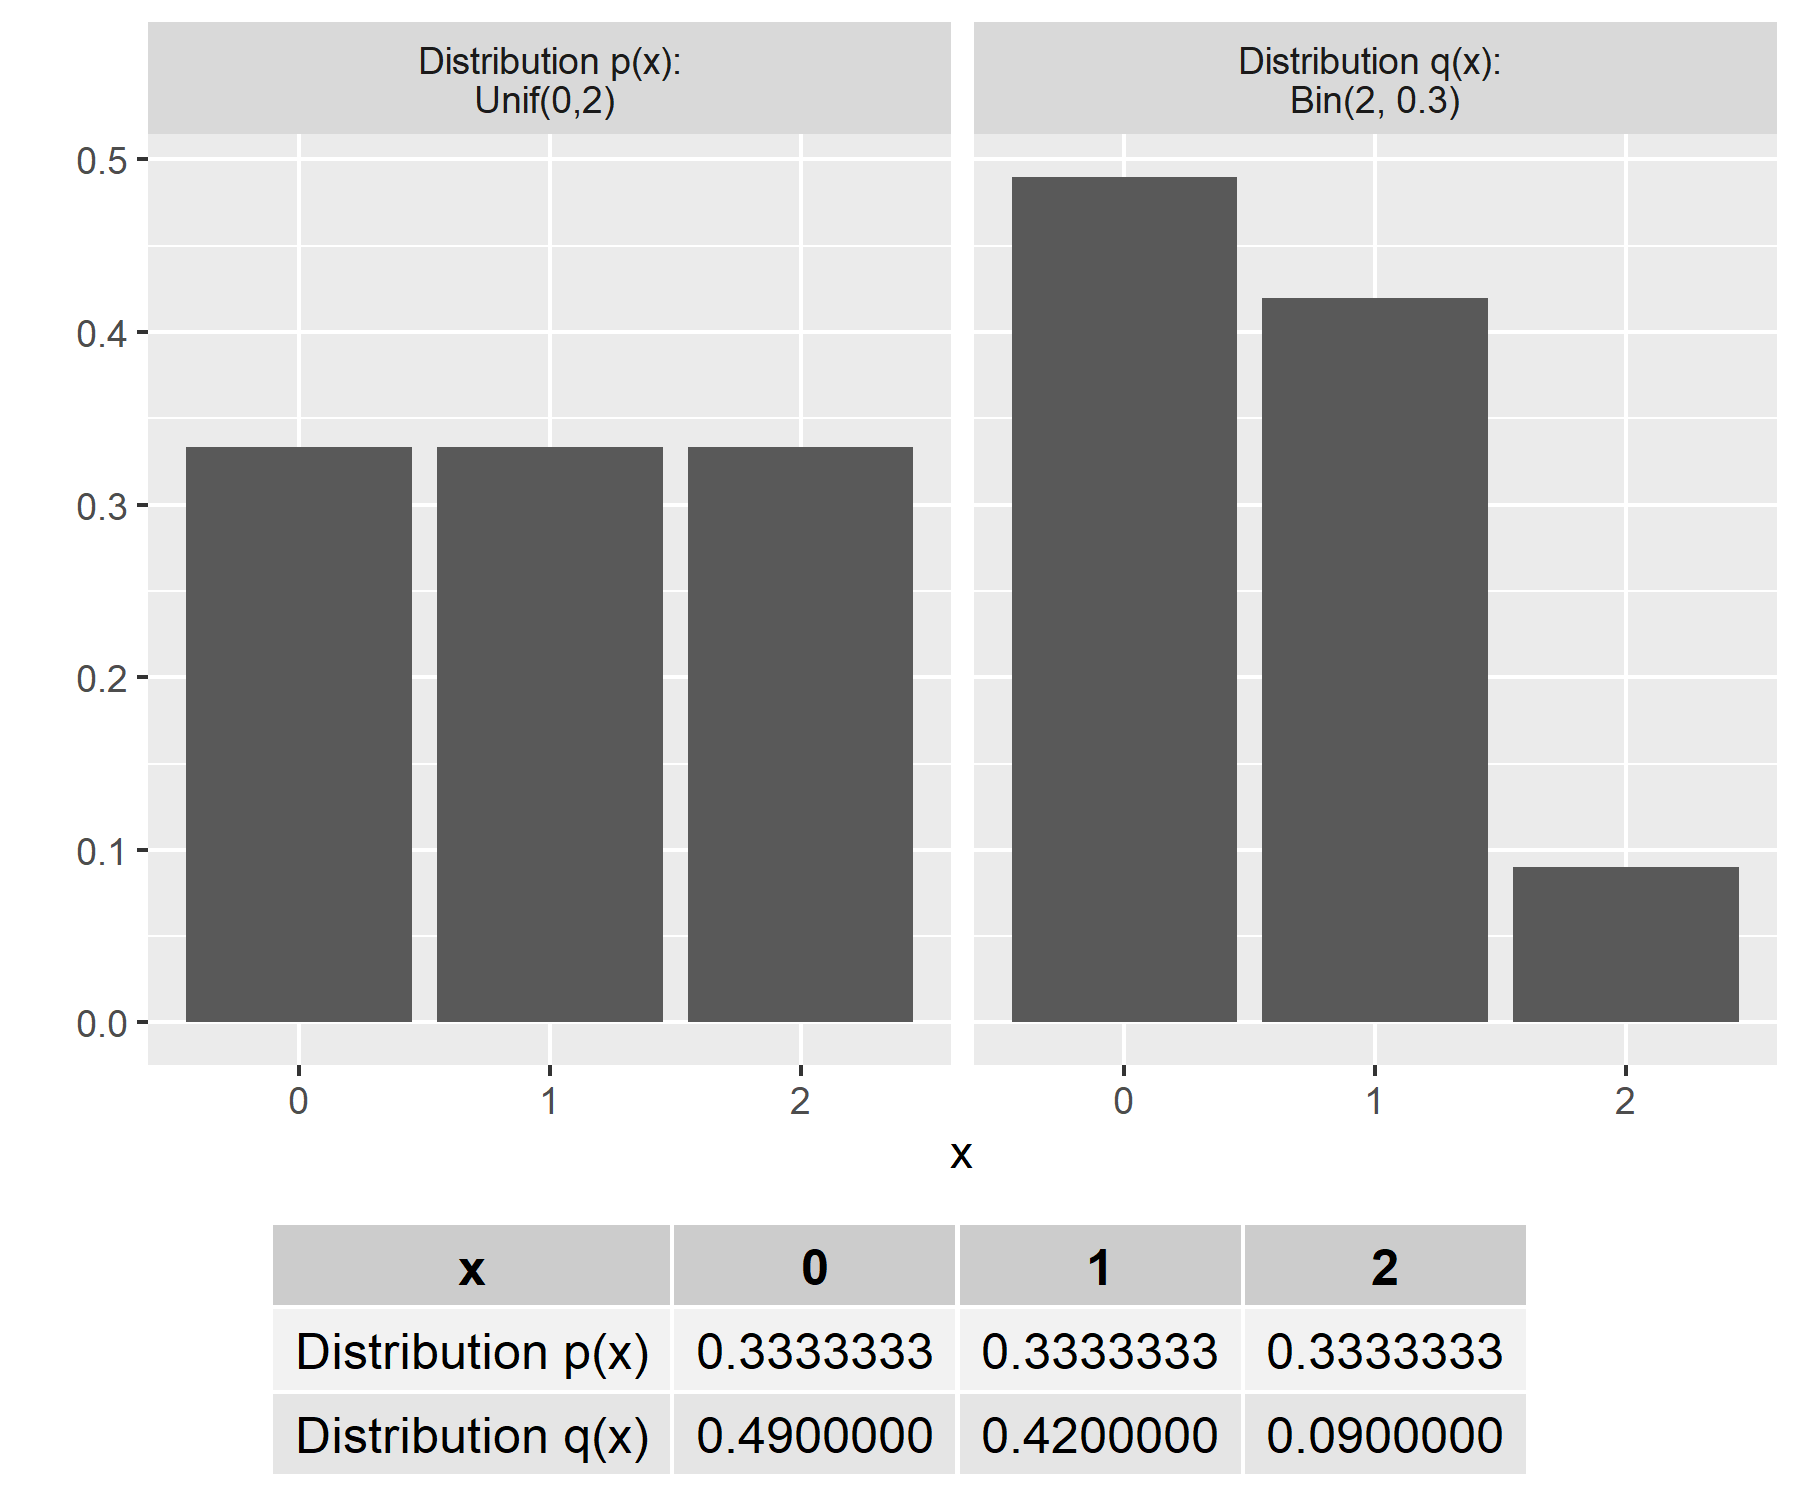 Distribution p(x):
Unif(0,2)
Distribution q(x):
Bin(2, 0.3)
0.5
0.4
0.3
0.2
0.1
0.0
0 1 2
0 1 2
x
x 0 1 2
Distribution p(x) 0.3333333 0.3333333 0.3333333
Distribution q(x) 0.4900000 0.4200000 0.0900000